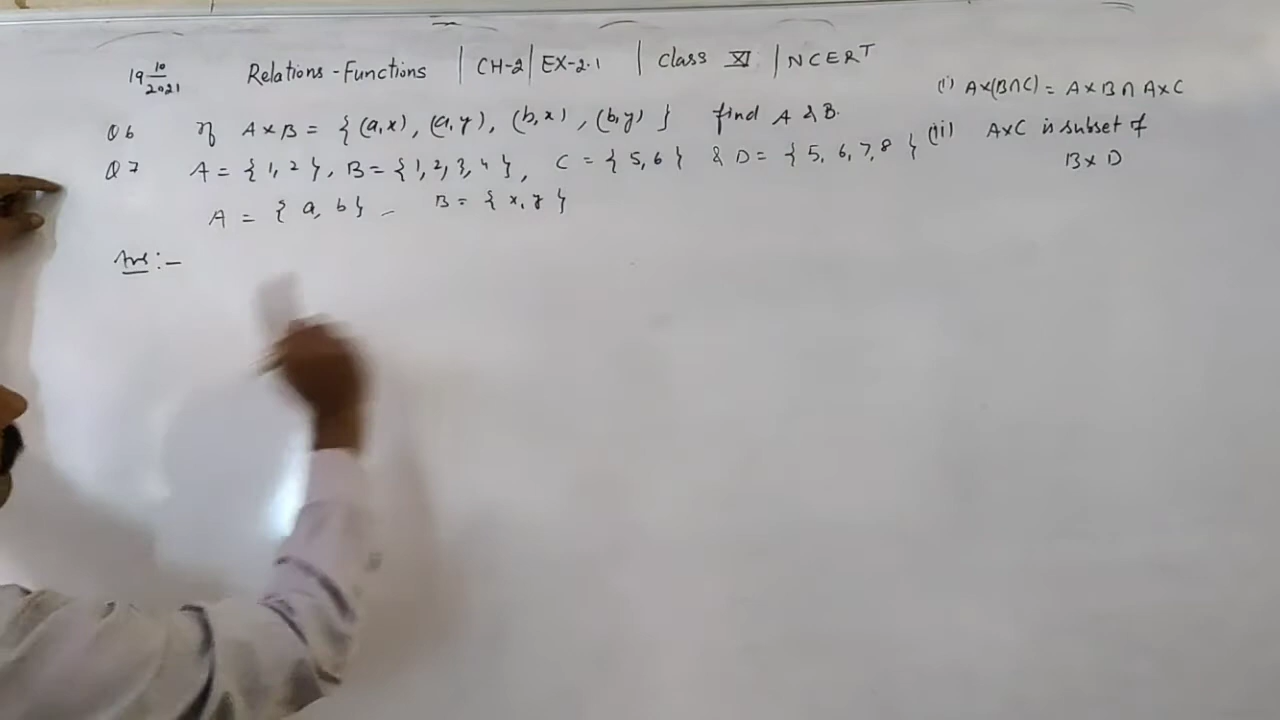 19 10/2021 Relations-Functions | CH-2 | EX-2.1 | Class XI | NCERT
Q6 If A×B = {(a,x), (a,y), (b,x), (b,y)} find A & B.
Q7 A = {1,2}, B = {1,2,3,4}, C = {5,6} & D = {5,6,7,8}
(i) A×(B∩C) = A×B∩A×C
(ii) A×C is subset of
B×D
A = {a,b} – B = {x,y}
Ans:–